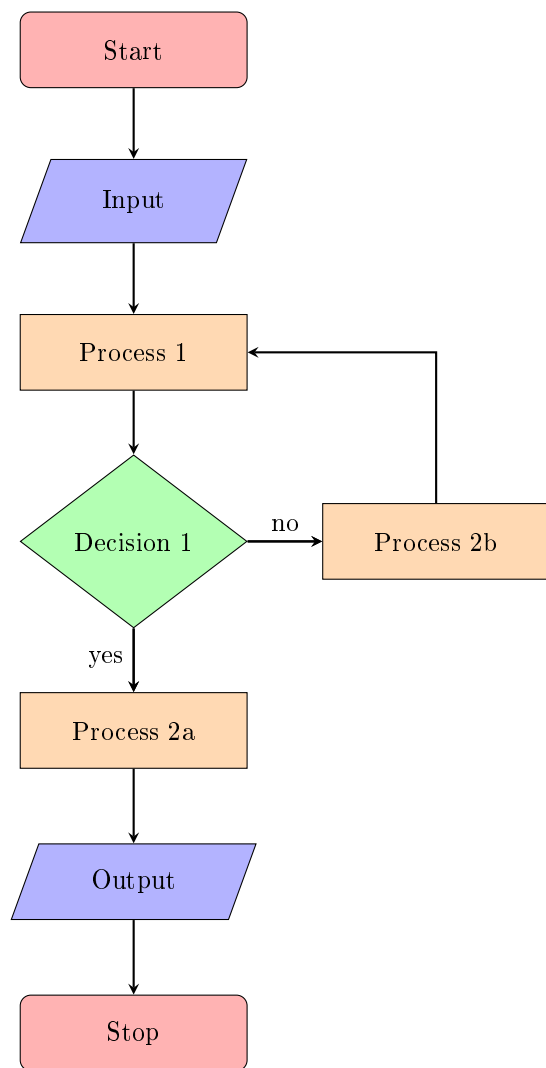 Start
Input
Process 1
Decision 1
no
Process 2b
yes
Process 2a
Output
Stop